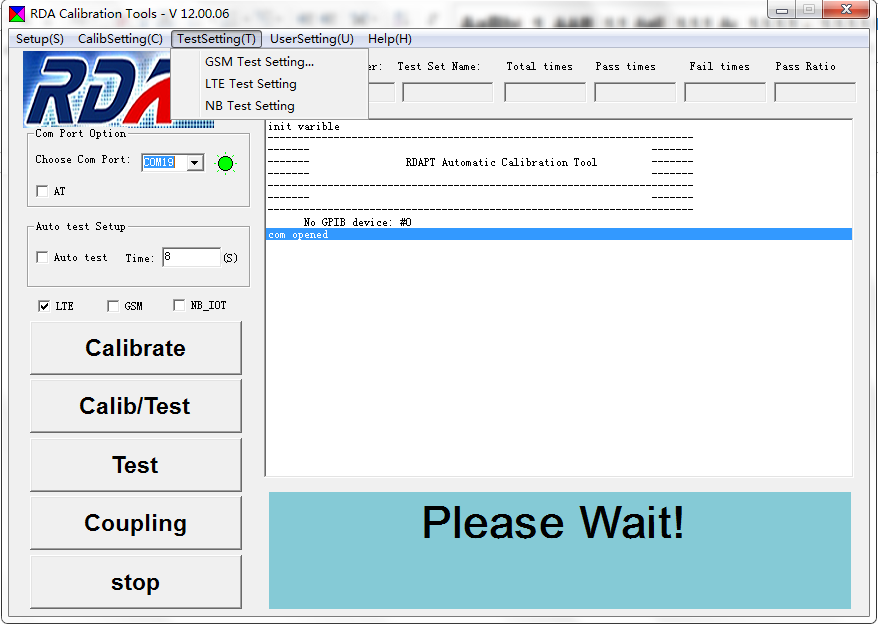 RDA Calibration Tools - V 12.00.06
Setup(S) CalibSetting(C) TestSetting(T) UserSetting(U) Help(H)
GSM Test Setting...
LTE Test Setting
NB Test Setting
RDA
er: Test Set Name: Total times Pass times Fail times Pass Ratio
Com Port Option
Choose Com Port: COM19
AT
Auto test Setup
Auto test Time: 8 (S)
LTE GSM NB_IOT
Calibrate
Calib/Test
Test
Coupling
stop
init varible
-----------------------------------------------------------------------
------- -------
------- RDAPT Automatic Calibration Tool -------
------- -------
-----------------------------------------------------------------------
------- -------
-----------------------------------------------------------------------
No GPIB device: #0
com opened
Please Wait!